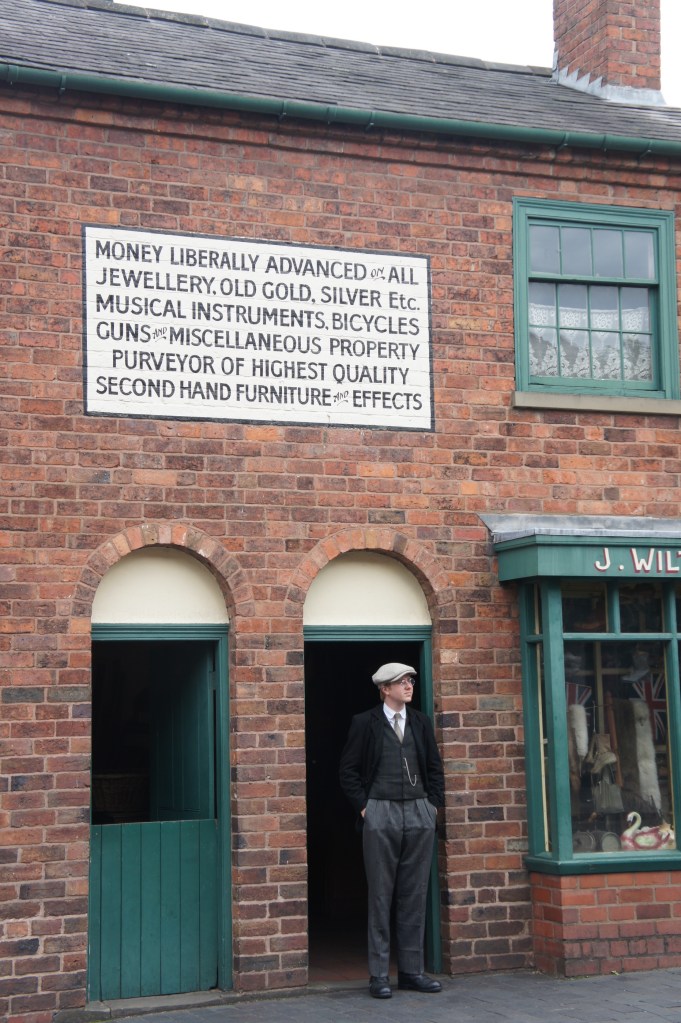 MONEY LIBERALLY ADVANCED ON ALL
JEWELLERY, OLD GOLD, SILVER Etc.
MUSICAL INSTRUMENTS, BICYCLES
GUNS AND MISCELLANEOUS PROPERTY
PURVEYOR OF HIGHEST QUALITY
SECOND HAND FURNITURE AND EFFECTS
J. WILT